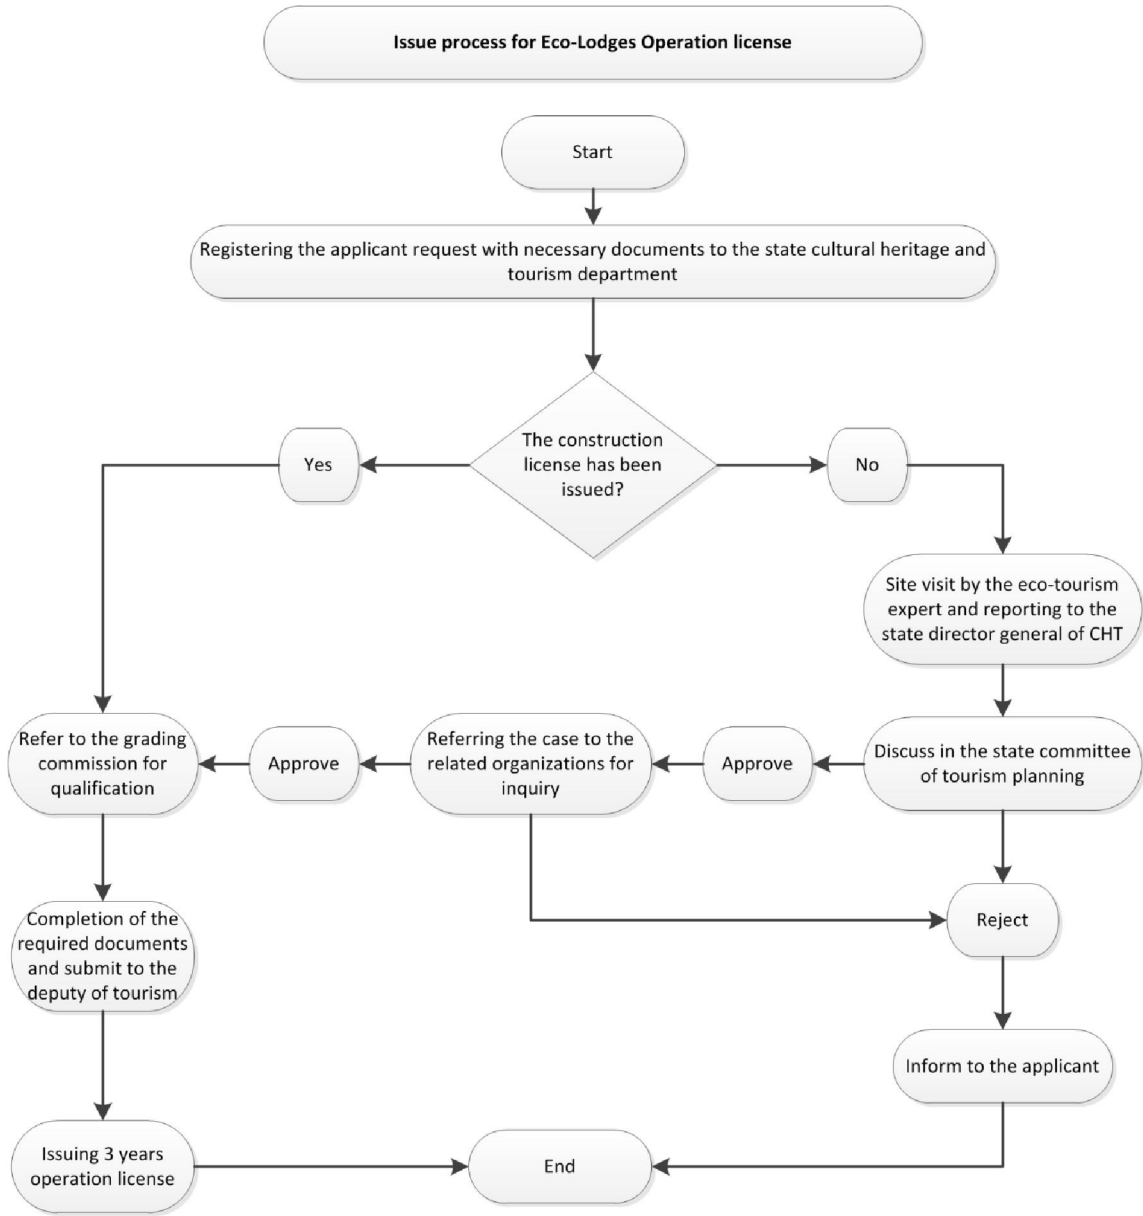 Issue process for Eco-Lodges Operation license
Start
Registering the applicant request with necessary documents to the state cultural heritage and
tourism department
The construction
license has been
issued?
Yes
No
Site visit by the eco-tourism
expert and reporting to the
state director general of CHT
Refer to the grading
commission for
qualification
Approve
Referring the case to the
related organizations for
inquiry
Approve
Discuss in the state committee
of tourism planning
Completion of the
required documents
and submit to the
deputy of tourism
Reject
Inform to the applicant
Issuing 3 years
operation license
End